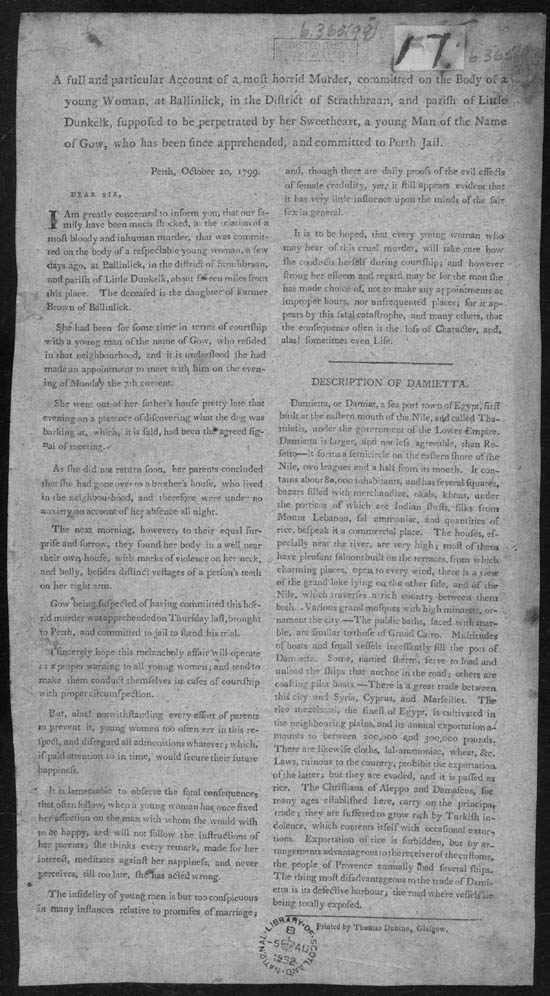 6.365(99)
17.
6.365
A full and particular Account of a most horrid Murder, committed on the Body of a
young Woman, at Ballinlick, in the District of Strathbraan, and parish of Little
Dunkelk, supposed to be perpetrated by her Sweetheart, a young Man of the Name
of Gow, who has been since apprehended, and committed to Perth Jail.
Perth, October 20, 1799.
DEAR SIR,
I Am greatly concerned to inform you, that our fa-
mily have been much shocked, at the relation of a
most bloody and inhuman murder, that was commit-
ted on the body of a respectable young woman, a few
days ago, at Ballinlick, in the district of Strathbraan,
and parish of Little Dunkelk, about fifteen miles from
this place. The deceased is the daughter of Farmer
Brown of Ballinlick.
She had been for some time in terms of courtship
with a young man of the name of Gow, who resided
in that neighbourhood, and it is understood she had
made an appointment to meet with him on the even-
ing of Monday the 7th current.
She went out of her father's house pretty late that
evening on a pretence of discovering what the dog was
barking at, which, it is said, had been the agreed sig-
nal of meeting.
As she did not return soon, her parents concluded
that she had gone over to a brother's house, who lived
in the neighbourhood, and therefore were under no
anxiety on account of her absence all night.
The next morning, however, to their equal sur-
prise and sorrow, they found her body in a well near
their own house, with marks of violence on her neck,
and belly, besides distinct vestages of a person's teeth
on her right arm.
Gow being suspected of having committed this hor-
rid murder was apprehended on Thursday last, brought
to Perth, and committed to jail to stand his trial.
I sincerely hope this melancholy affair will operate
as a proper warning to all young women; and tend to
make them conduct themselves in cases of courtship
with proper circumspection.
But, alas! notwithstanding every effort of parents
to prevent it, young women too often err in this re-
spect, and disregard all admonitions whatever; which,
if paid attention to in time, would secure their future
happiness.
It is lamentable to observe the fatal consequences
that often follow, when a young woman has once fixed
her affection on the man with whom she would wish
to be happy, and will not follow the instructions of
her parents; she thinks every remark, made for her
interest, meditates against her happiness, and never
perceives, till too late, she has acted wrong.
The infidelity of young men is but too conspicuous
in many instances relative to promises of marriage;
and, though there are daily proofs of the evil effects
of female credulity, yet, it still appears evident that
it has very little influence upon the minds of the fair
sex in general.
It is to be hoped, that every young woman who
may hear of this cruel murder, will take care how
she conducts herself during courtship; and however
strong her esteem and regard may be for the man she
has made choice of, not to make any appointments at
improper hours, nor unfrequented places; for it ap-
pears by this fatal catastrophe, and many others, that
the consequence often is the loss of Character, and,
alas! sometimes even Life.
DESCRIPTION OF DAMIETTA.
Damietta, or Damiat, a sea port town of Egypt, first
built at the eastern mouth of the Nile, and called Tha-
miatis, under the government of the Lower Empire.
Damietta is larger, and not less agreeable, than Ro-
setto—it forms a semicircle on the eastern shore of the
Nile, two leagues and a half from its mouth. It con-
tains about 80,000 inhabitants, and has several squares,
bazars filled with merchandize, okals, khans, under
the porticos of which are Indian stuffs, silks from
Mount Lebanon, sal ammoniac, and quantities of
rice, bespeak it a commercial place. The houses, es-
pecially near the river, are very high; most of them
have pleasant saloons built on the terraces, from which
charming places, open to every wind, there is a view
of the grand lake lying on the other side, and of the
Nile, which traverses a rich country between them
both. Various grand mosques with high minarets, or-
nament the city.—The public baths, faced with mar-
ble, are similar to those of Grand Cairo. Multitudes
of boats and small vessels incessantly fill the port of
Damietta. Some, named sherm, serve to load and
unload the ships that anchor in the road; others are
coasting pilot boats.—There is a great trade between
this city and Syria, Cyprus, and Marseilles. The
rice mezelaoui, the finest of Egypt, is cultivated in
the neighbouring plains, and its annual exportation a-
mounts to between 200,000 and 300,000 pounds.
There are likewise cloths, sal-ammoniac, wheat, &c.
Laws, ruinous to the country, prohibit the exportation
of the latter; but they are evaded, and it is passed as
rice. The Christians of Aleppo and Damascus, for
many ages established here, carry on the principal
trade; they are suffered to grow rich by Turkish in-
dolence, which contents itself with occasional extor-
tions. Exportation of rice is forbidden, but by ar-
rangements advantageous to the receiver of the customs,
the people of Provence annually load several ships.
The thing most disadvantageous to the trade of Dami-
etta is its defective harbour; the road where vessels lie
being totally exposed.
Printed by Thomas Duncan, Glasgow.
NATIONAL LIBRARY OF SCOTLAND
B
1952